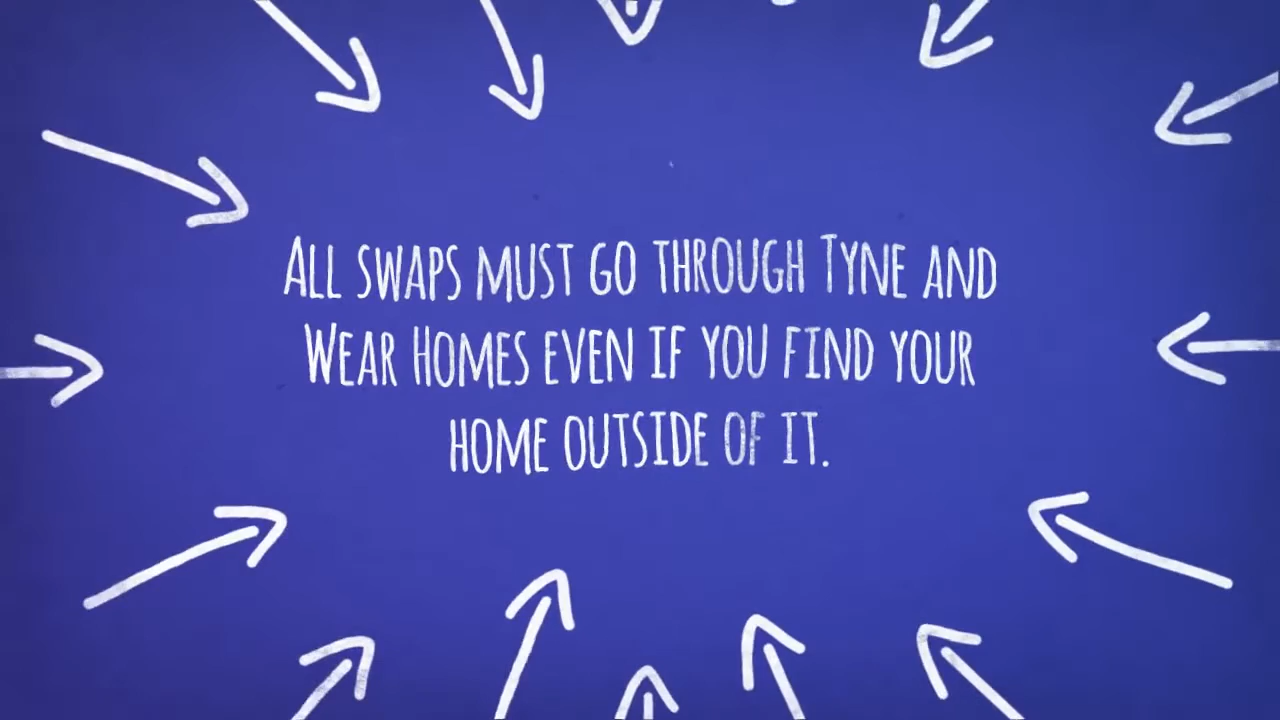 All swaps must go through Tyne and
Wear Homes even if you find your
home outside of it.